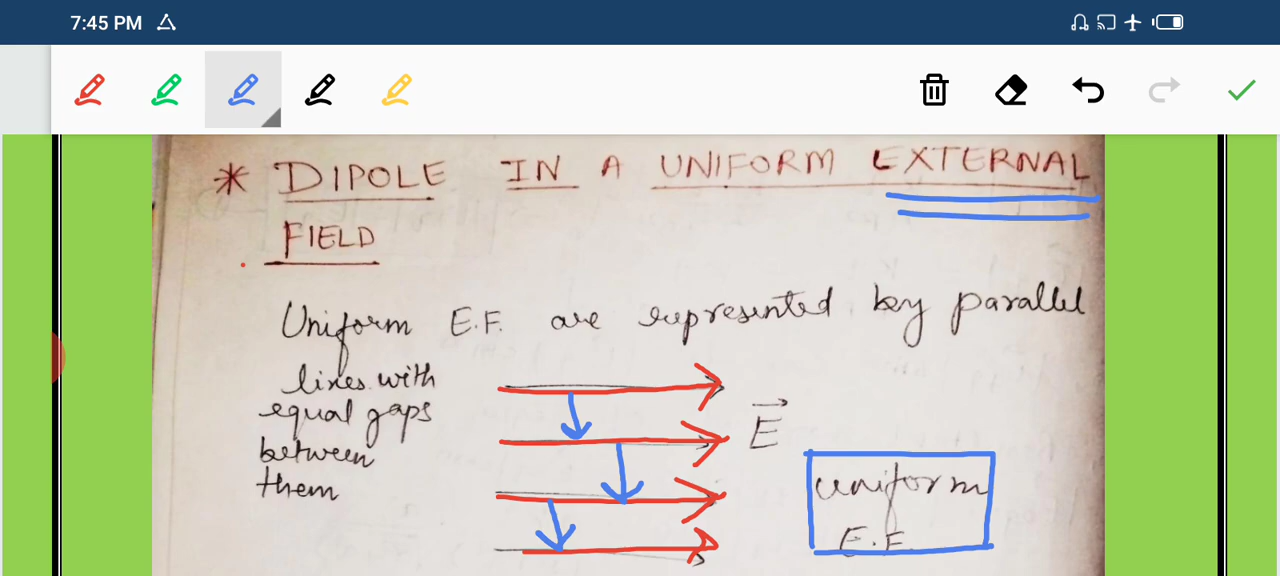 7:45 PM
* DIPOLE IN A UNIFORM EXTERNAL
FIELD
Uniform E.F. are represented by parallel
lines with
equal gaps
between
them
E
uniform
E.F.